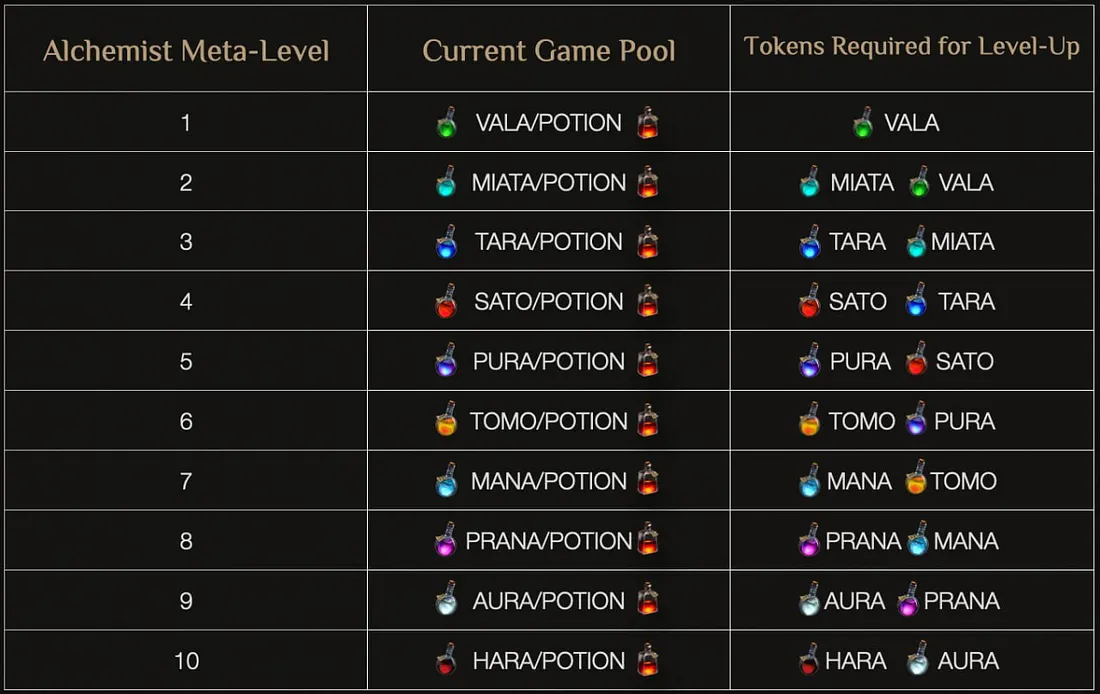 Alchemist Meta-Level Current Game Pool Tokens Required for Level-Up
1 VALA/POTION VALA
2 MIATA/POTION MIATA VALA
3 TARA/POTION TARA MIATA
4 SATO/POTION SATO TARA
5 PURA/POTION PURA SATO
6 TOMO/POTION TOMO PURA
7 MANA/POTION MANA TOMO
8 PRANA/POTION PRANA MANA
9 AURA/POTION AURA PRANA
10 HARA/POTION HARA AURA